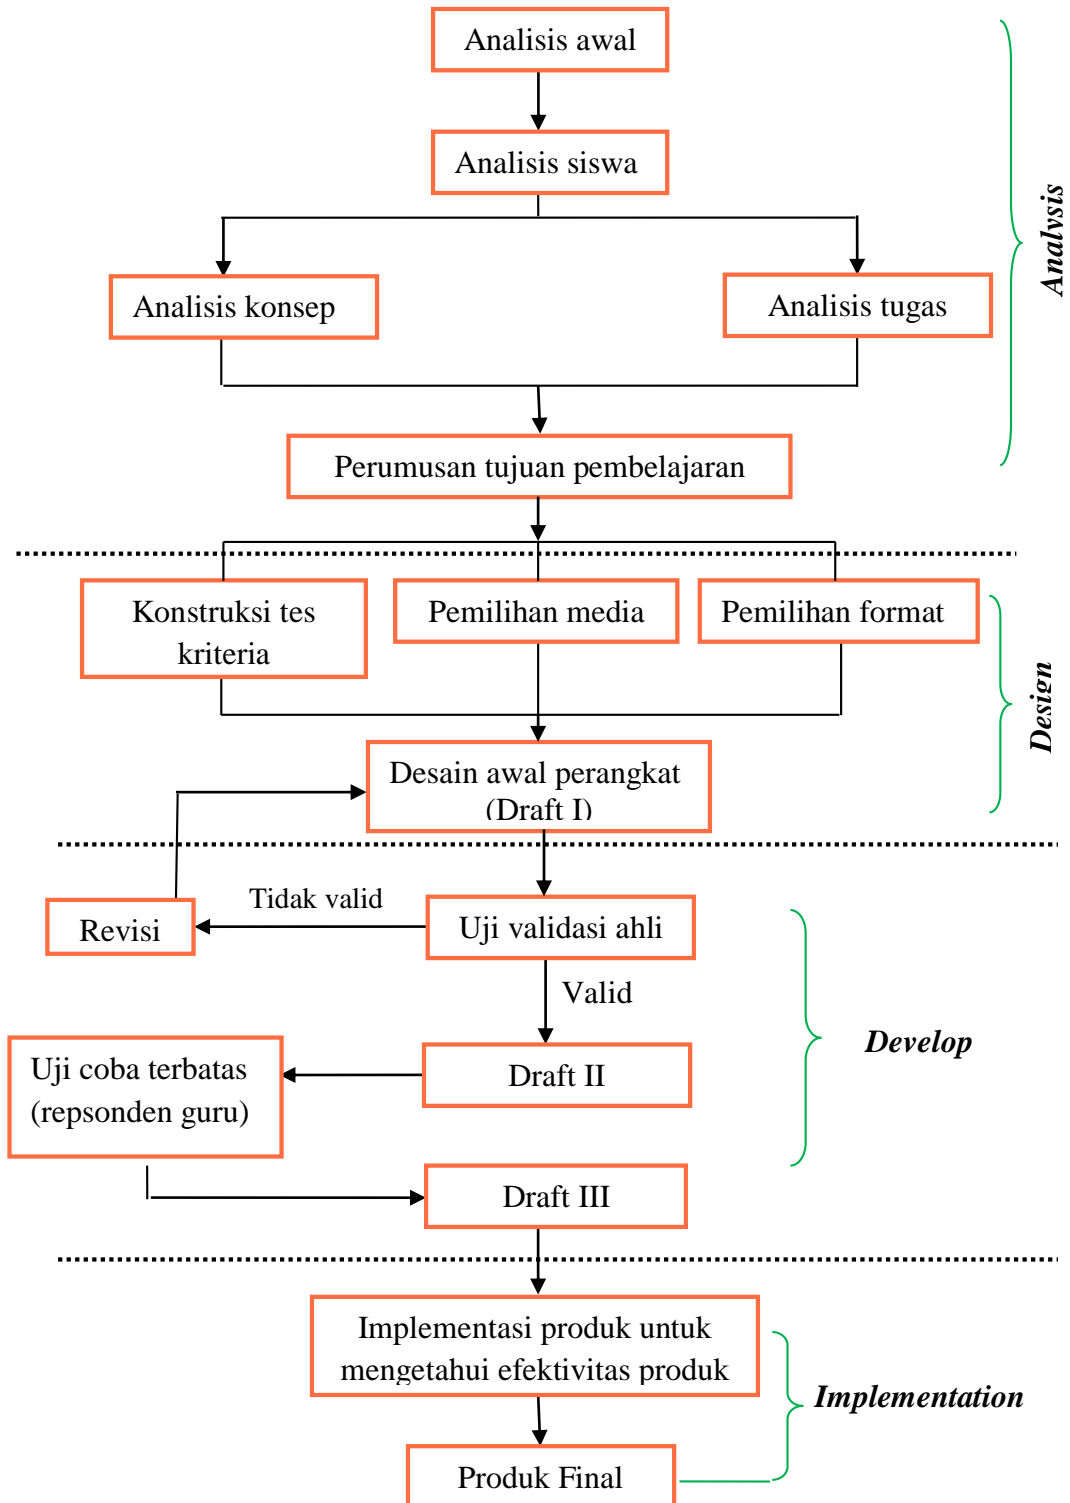 Analisis awal
Analisis siswa
Analysis
Analisis konsep
Analisis tugas
Perumusan tujuan pembelajaran
Konstruksi tes
kriteria
Pemilihan media
Pemilihan format
Design
Desain awal perangkat
(Draft I)
Tidak valid
Revisi
Uji validasi ahli
Valid
Develop
Uji coba terbatas
(repsonden guru)
Draft II
Draft III
Implementasi produk untuk
mengetahui efektivitas produk
Implementation
Produk Final